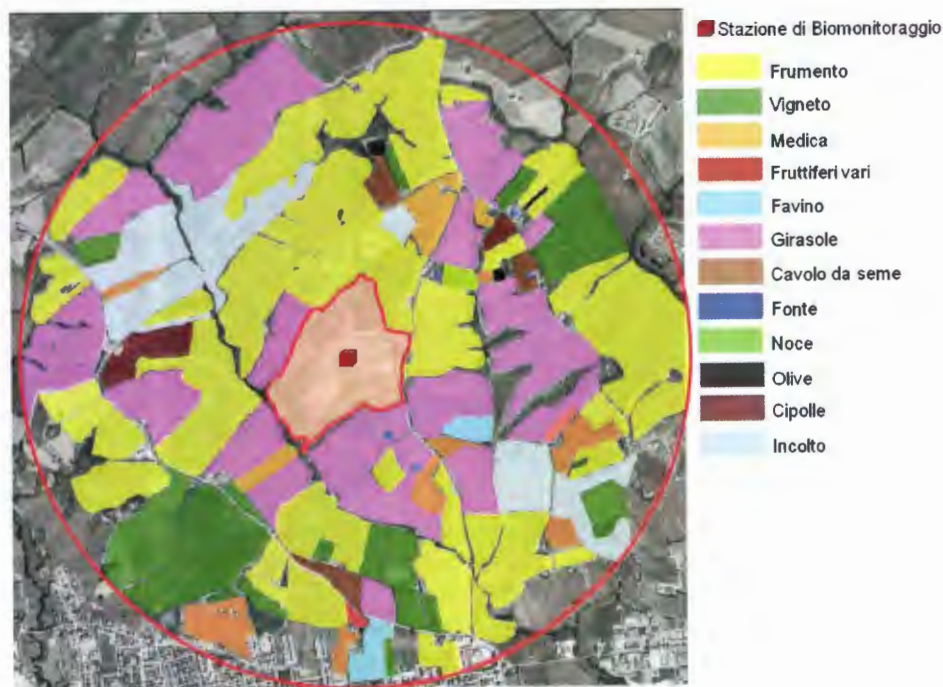 Stazione di Biomonitoraggio
Frumento
Vigneto
Medica
Fruttiferi vari
Favino
Girasole
Cavolo da seme
Fonte
Noce
Olive
Cipolle
Incolto